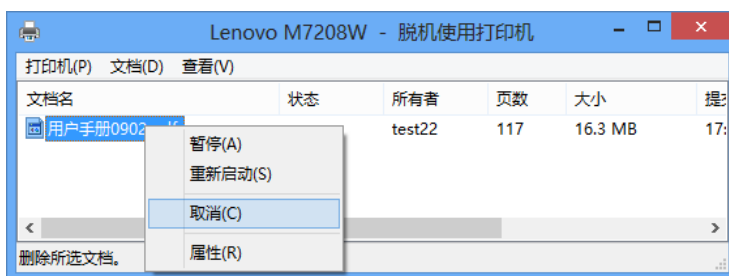 Lenovo M7208W - 脱机使用打印机
打印机(P) 文档(D) 查看(V)
文档名 状态 所有者 页数 大小
用户手册0902 test22 117 16.3 MB 17:
暂停(A)
重新启动(S)
取消(C)
属性(R)
删除所选文档。